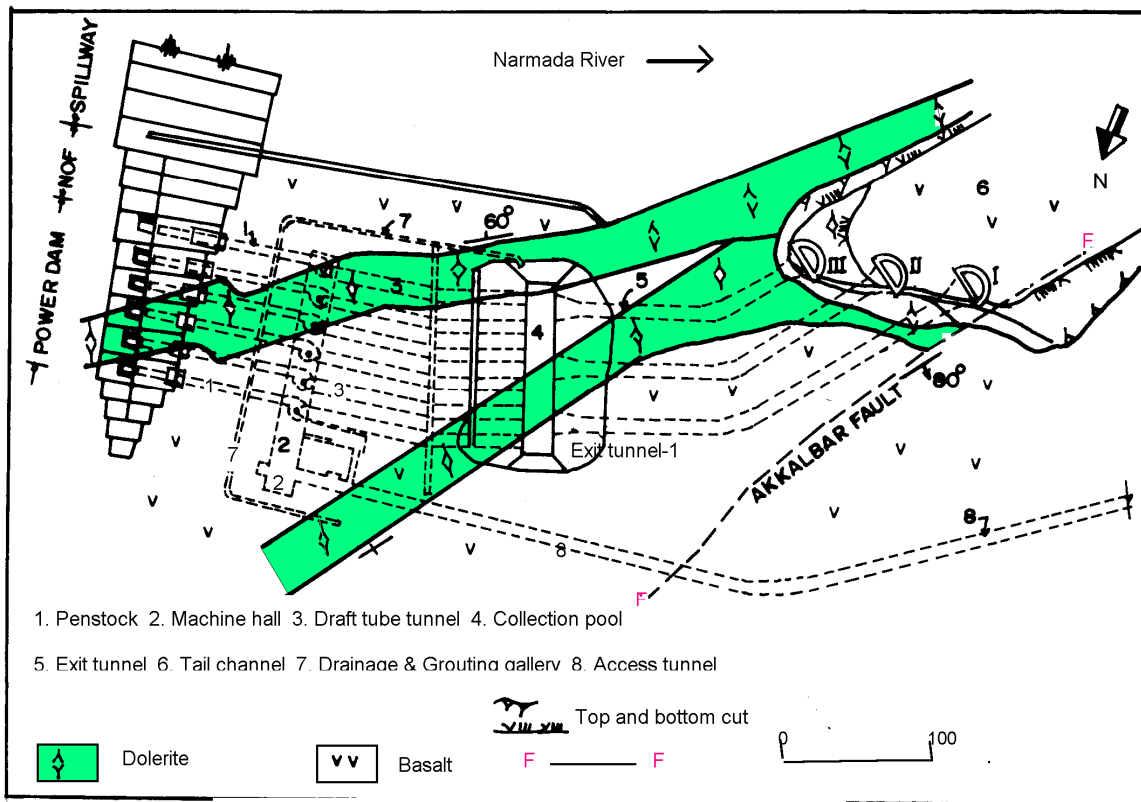 Narmada River
POWER DAM NOF SPILLWAY
N
6
F
7
60°
1
III
II
I
5
3
4
5
80°
1
3
2
Exit tunnel-1
AKKALBAR FAULT
7
2
8
8
F
1. Penstock 2. Machine hall 3. Draft tube tunnel 4. Collection pool
5. Exit tunnel 6. Tail channel 7. Drainage & Grouting gallery 8. Access tunnel
Top and bottom cut
Dolerite
Basalt
F F
0 100